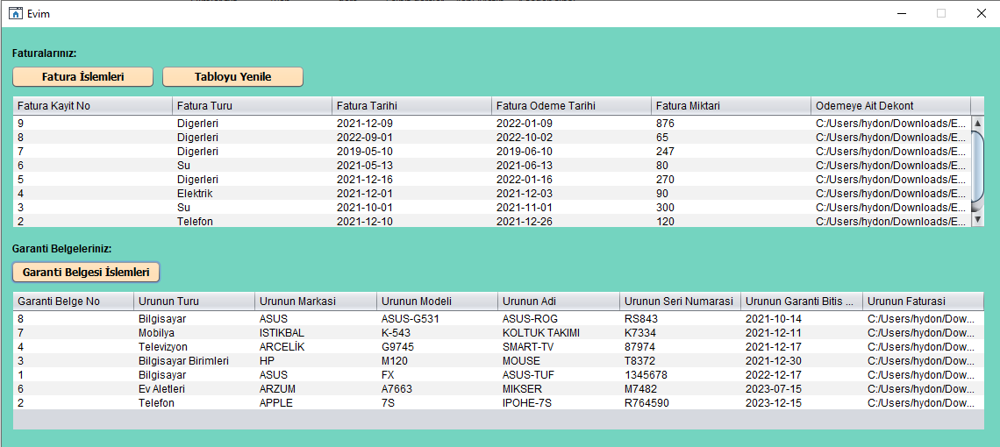 Evim
Faturalarınız:
Fatura İslemleri Tabloyu Yenile
Fatura Kayit No Fatura Turu Fatura Tarihi Fatura Odeme Tarihi Fatura Miktari Odemeye Ait Dekont
9 Digerleri 2021-12-09 2022-01-09 876 C:/Users/hydon/Downloads/E...
8 Digerleri 2022-09-01 2022-10-02 65 C:/Users/hydon/Downloads/E...
7 Digerleri 2019-05-10 2019-06-10 247 C:/Users/hydon/Downloads/E...
6 Su 2021-05-13 2021-06-13 80 C:/Users/hydon/Downloads/E...
5 Digerleri 2021-12-16 2022-01-16 270 C:/Users/hydon/Downloads/E...
4 Elektrik 2021-12-01 2021-12-03 90 C:/Users/hydon/Downloads/E...
3 Su 2021-10-01 2021-11-01 300 C:/Users/hydon/Downloads/E...
2 Telefon 2021-12-10 2021-12-26 120 C:/Users/hydon/Downloads/E...
Garanti Belgeleriniz:
Garanti Belgesi İslemleri
Garanti Belge No Urunun Turu Urunun Markasi Urunun Modeli Urunun Adi Urunun Seri Numarasi Urunun Garanti Bitis ... Urunun Faturasi
8 Bilgisayar ASUS ASUS-G531 ASUS-ROG RS843 2021-10-14 C:/Users/hydon/Dow...
7 Mobilya ISTIKBAL K-543 KOLTUK TAKIMI K7334 2021-12-11 C:/Users/hydon/Dow...
4 Televizyon ARCELİK G9745 SMART-TV 87974 2021-12-17 C:/Users/hydon/Dow...
3 Bilgisayar Birimleri HP M120 MOUSE T8372 2021-12-30 C:/Users/hydon/Dow...
1 Bilgisayar ASUS FX ASUS-TUF 1345678 2022-12-17 C:/Users/hydon/Dow...
6 Ev Aletleri ARZUM A7663 MIKSER M7482 2023-07-15 C:/Users/hydon/Dow...
2 Telefon APPLE 7S IPOHE-7S R764590 2023-12-15 C:/Users/hydon/Dow...